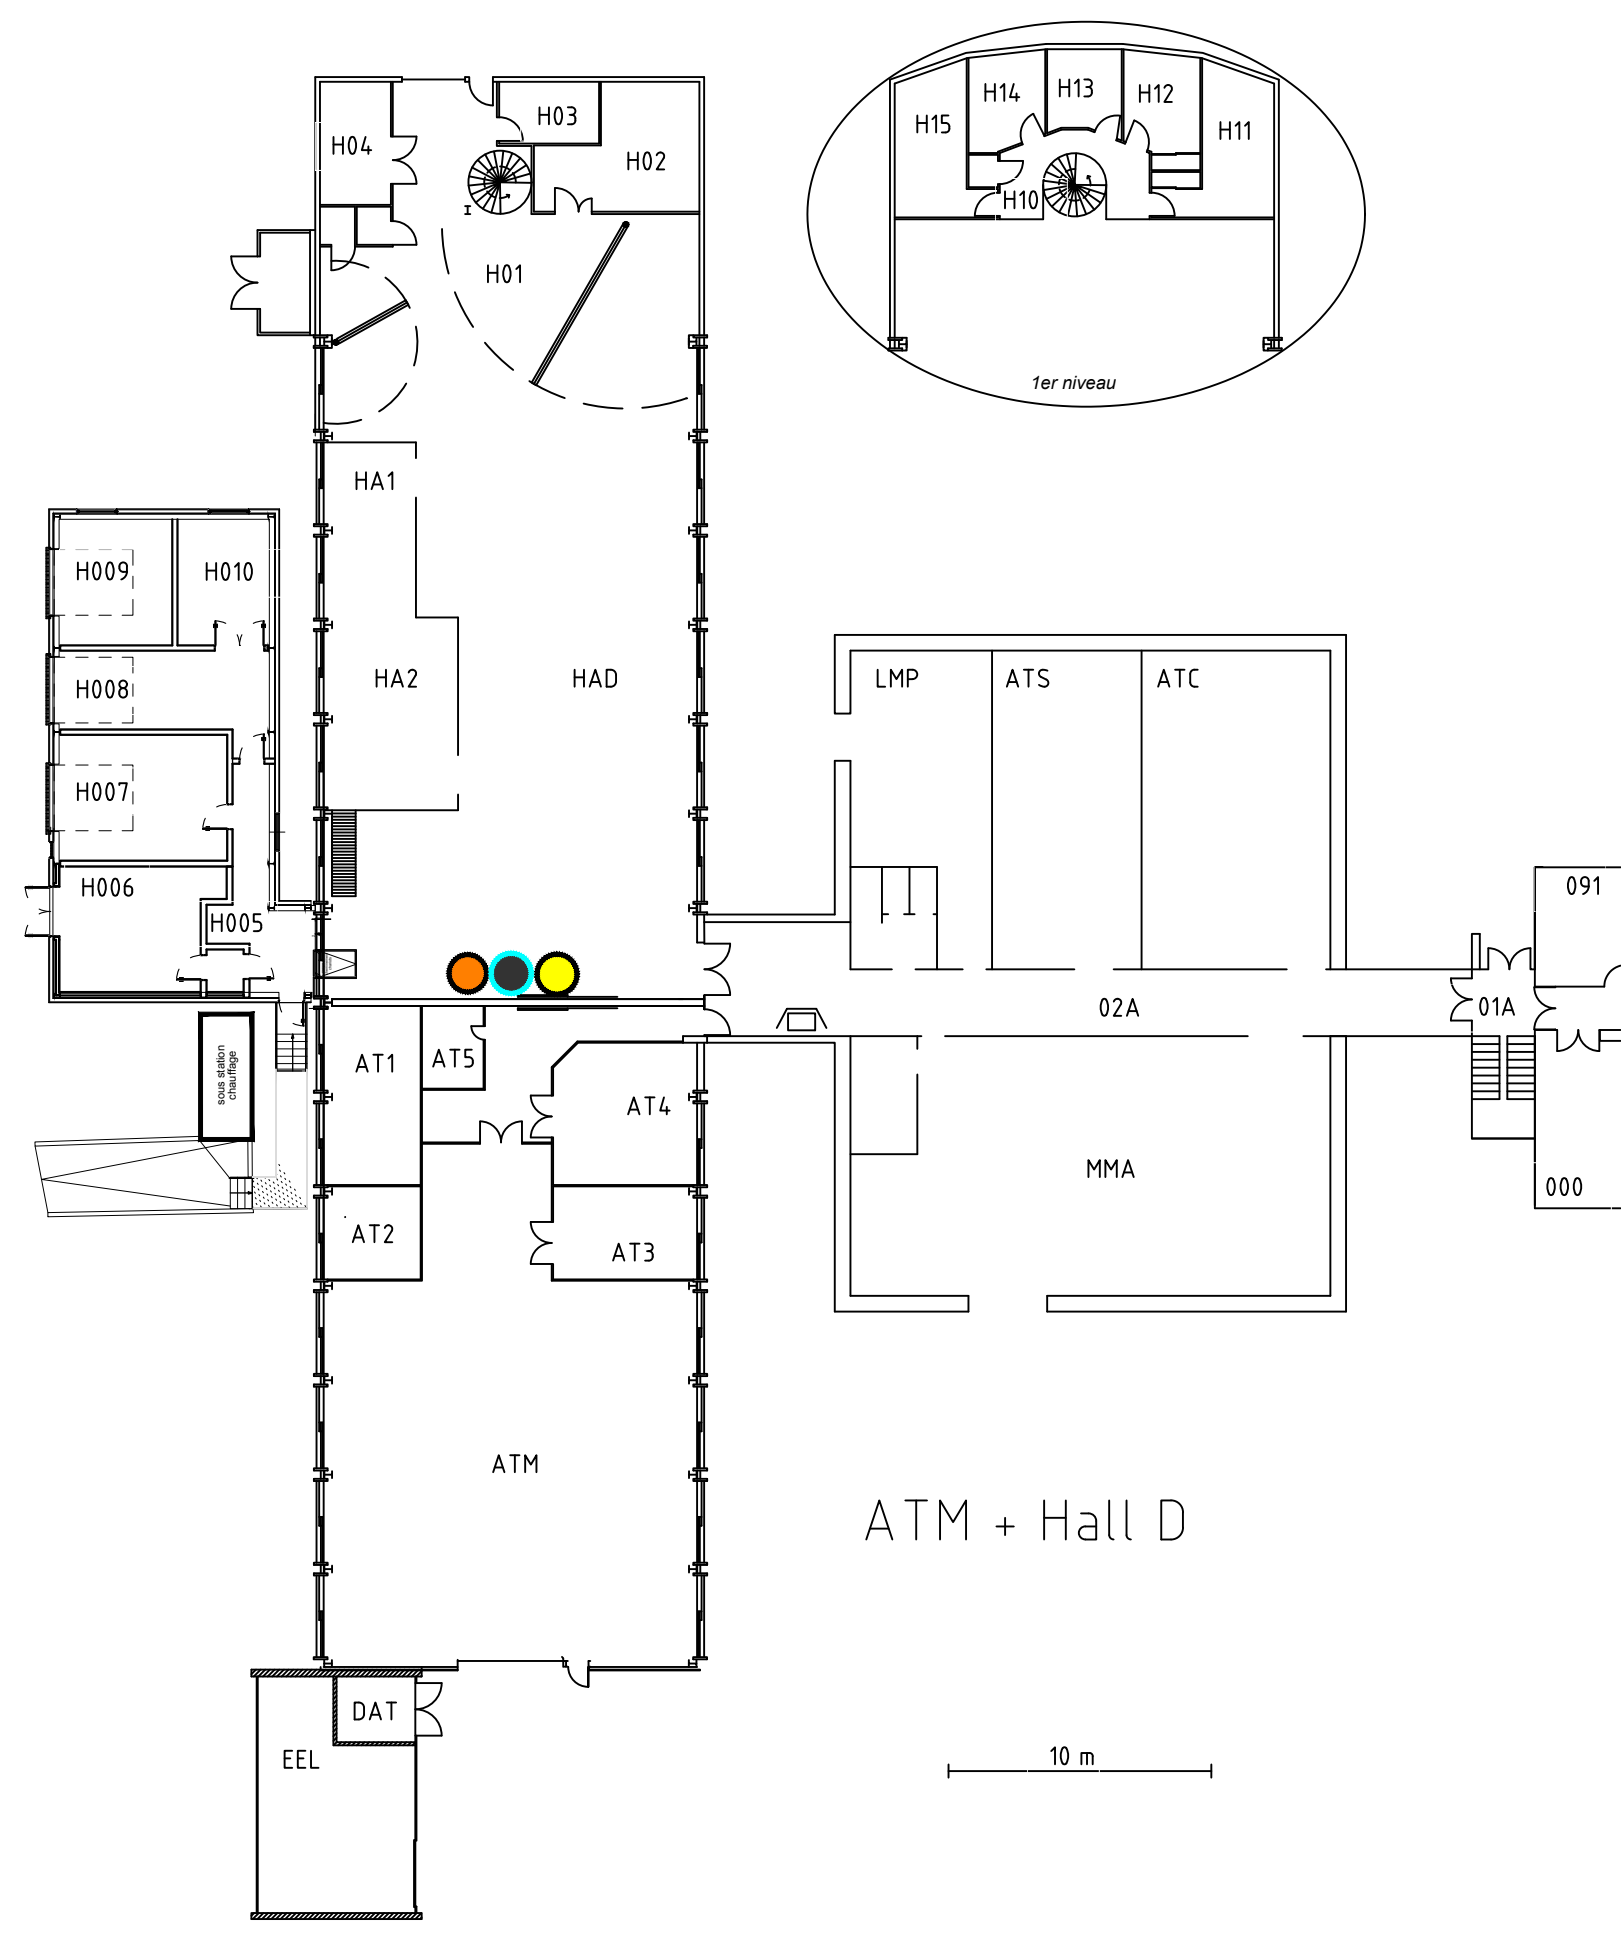 H04
H03
H02
H01
H15
H14
H13
H12
H11
H10
1er niveau
HA1
HA2
HAD
H009
H010
H008
H007
H006
H005
LMP
ATS
ATC
02A
01A
091
000
MMA
sous station
chauffage
AT1
AT5
AT4
AT2
AT3
ATM
ATM + Hall D
DAT
EEL
10 m